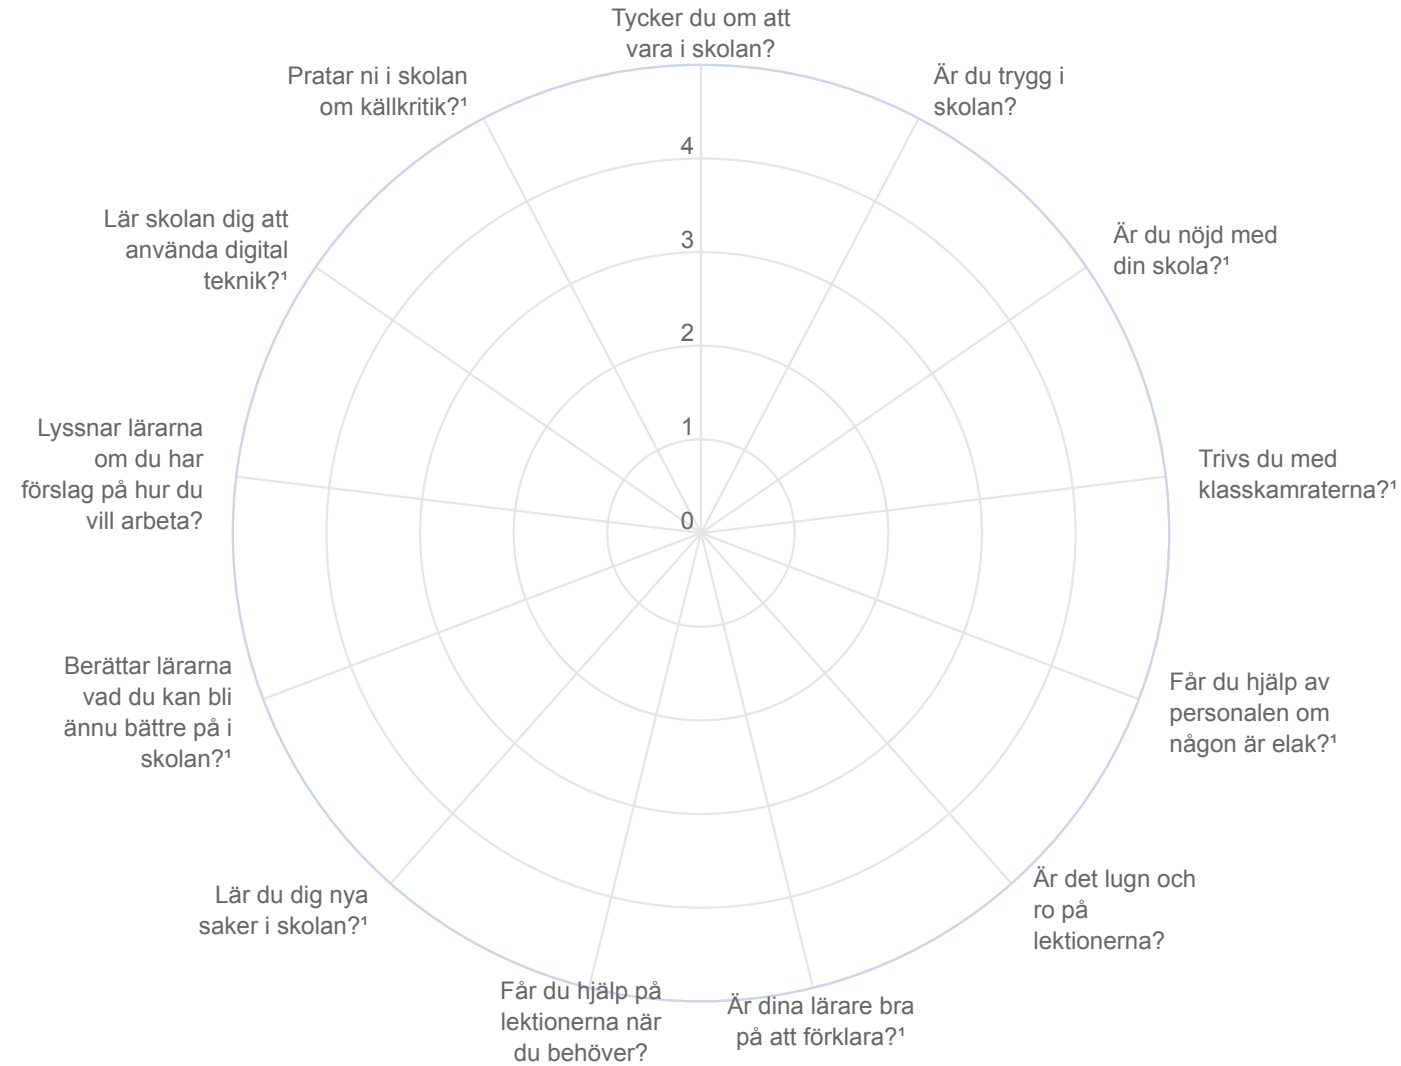 Tycker du om att
vara i skolan?
Är du trygg i
skolan?
Är du nöjd med
din skola?¹
Trivs du med
klasskamraterna?¹
Får du hjälp av
personalen om
någon är elak?¹
Är det lugn och
ro på
lektionerna?
Är dina lärare bra
på att förklara?¹
Får du hjälp på
lektionerna när
du behöver?
Lär du dig nya
saker i skolan?¹
Berättar lärarna
vad du kan bli
ännu bättre på i
skolan?¹
Lyssnar lärarna
om du har
förslag på hur du
vill arbeta?
Lär skolan dig att
använda digital
teknik?¹
Pratar ni i skolan
om källkritik?¹
4
3
2
1
0